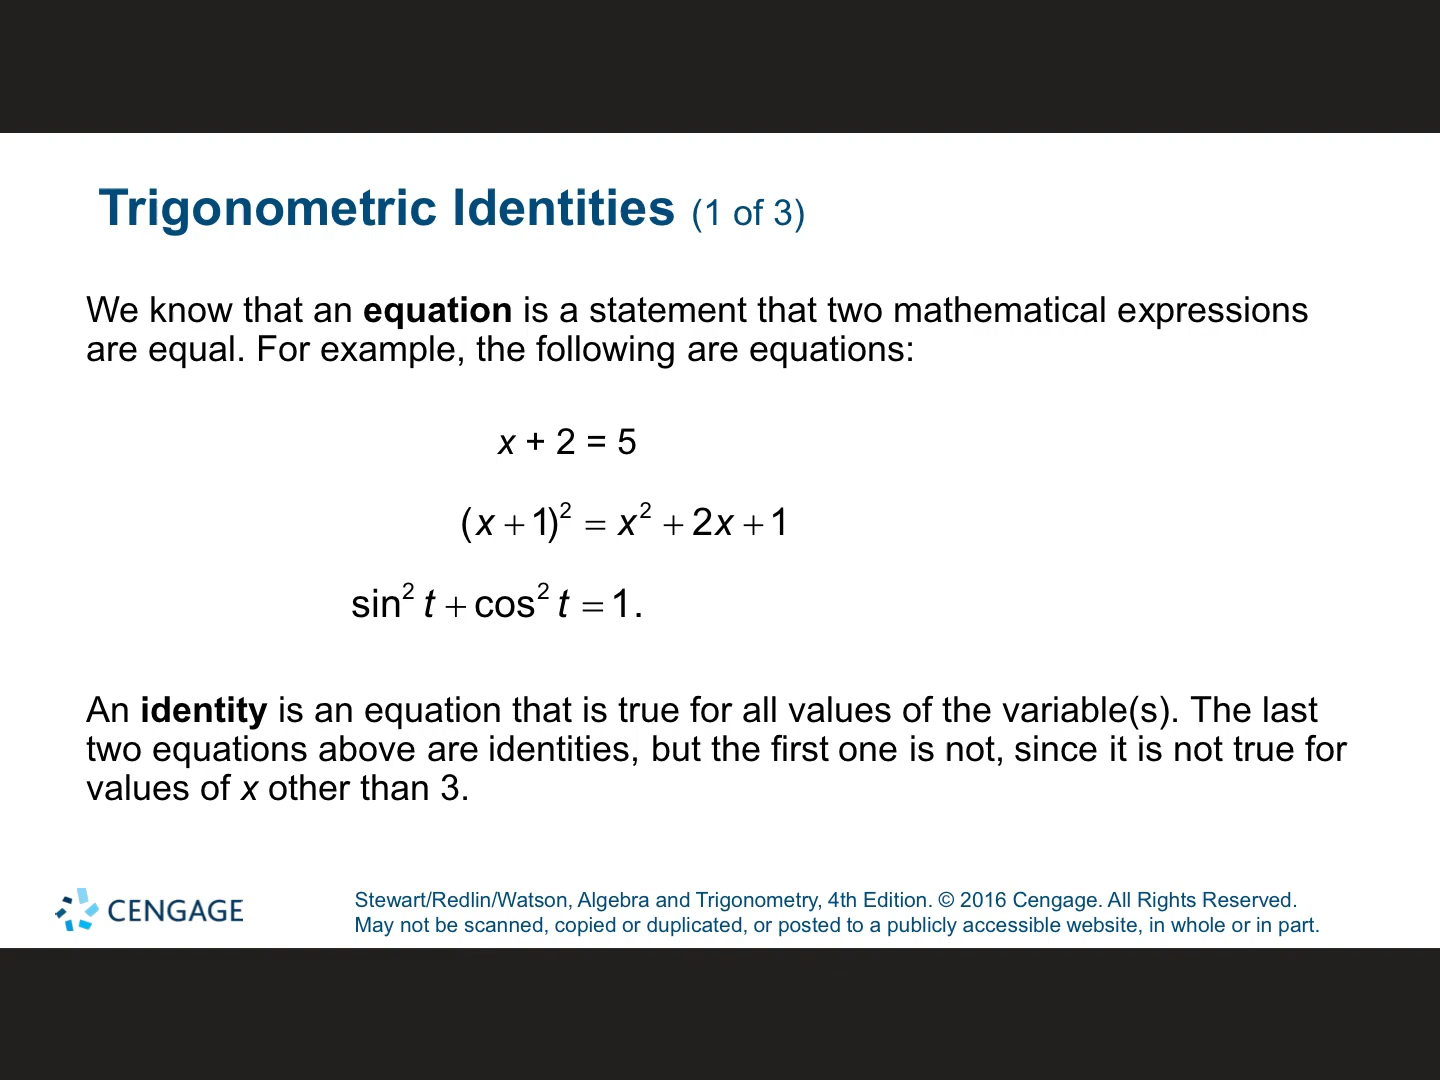 Trigonometric Identities (1 of 3)
We know that an equation is a statement that two mathematical expressions
are equal. For example, the following are equations:
x + 2 = 5
(x + 1)² = x² + 2x + 1
sin² t + cos² t = 1.
An identity is an equation that is true for all values of the variable(s). The last
two equations above are identities, but the first one is not, since it is not true for
values of x other than 3.
CENGAGE
Stewart/Redlin/Watson, Algebra and Trigonometry, 4th Edition. © 2016 Cengage. All Rights Reserved.
May not be scanned, copied or duplicated, or posted to a publicly accessible website, in whole or in part.